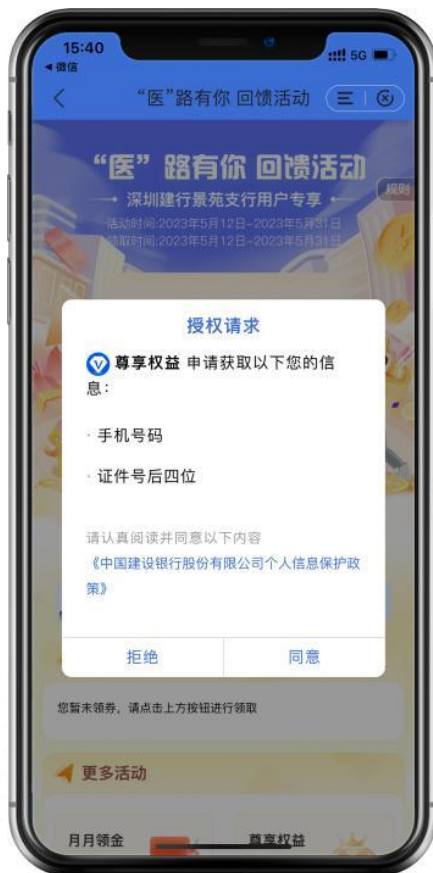 15:40
5G
微信
“医”路有你 回馈活动
“医”路有你 回馈活动
深圳建行景苑支行用户专享
规则
活动时间:2023年5月12日-2023年5月31日
领取时间:2023年5月12日-2023年5月31日
授权请求
尊享权益 申请获取以下您的信
息：
· 手机号码
· 证件号后四位
请认真阅读并同意以下内容
《中国建设银行股份有限公司个人信息保护政
策》
拒绝 同意
您暂未领券，请点击上方按钮进行领取
更多活动
月月领金 尊享权益